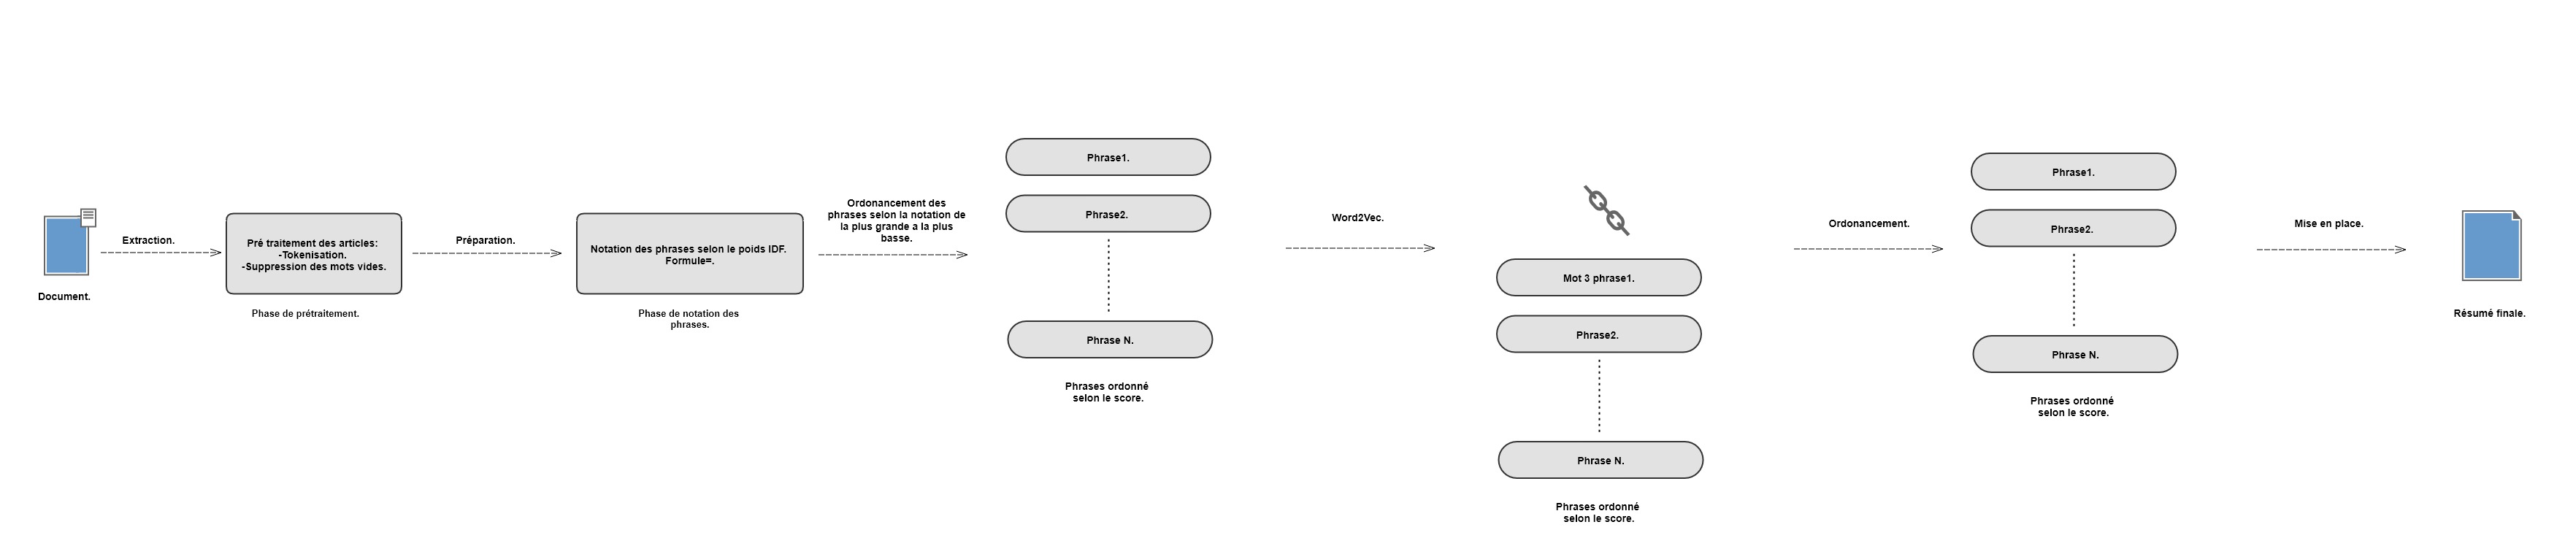 Document.
Extraction.
Pré traitement des articles:
-Tokenisation.
-Suppression des mots vides.
Phase de prétraitement.
Préparation.
Notation des phrases selon le poids IDF.
Formule=.
Phase de notation des
phrases.
Ordonancement des
phrases selon la notation de
la plus grande a la plus
basse.
Phrase1.
Phrase2.
Phrase N.
Phrases ordonné
selon le score.
Word2Vec.
Mot 3 phrase1.
Phrase2.
Phrase N.
Phrases ordonné
selon le score.
Ordonancement.
Phrase1.
Phrase2.
Phrase N.
Phrases ordonné
selon le score.
Mise en place.
Résumé finale.